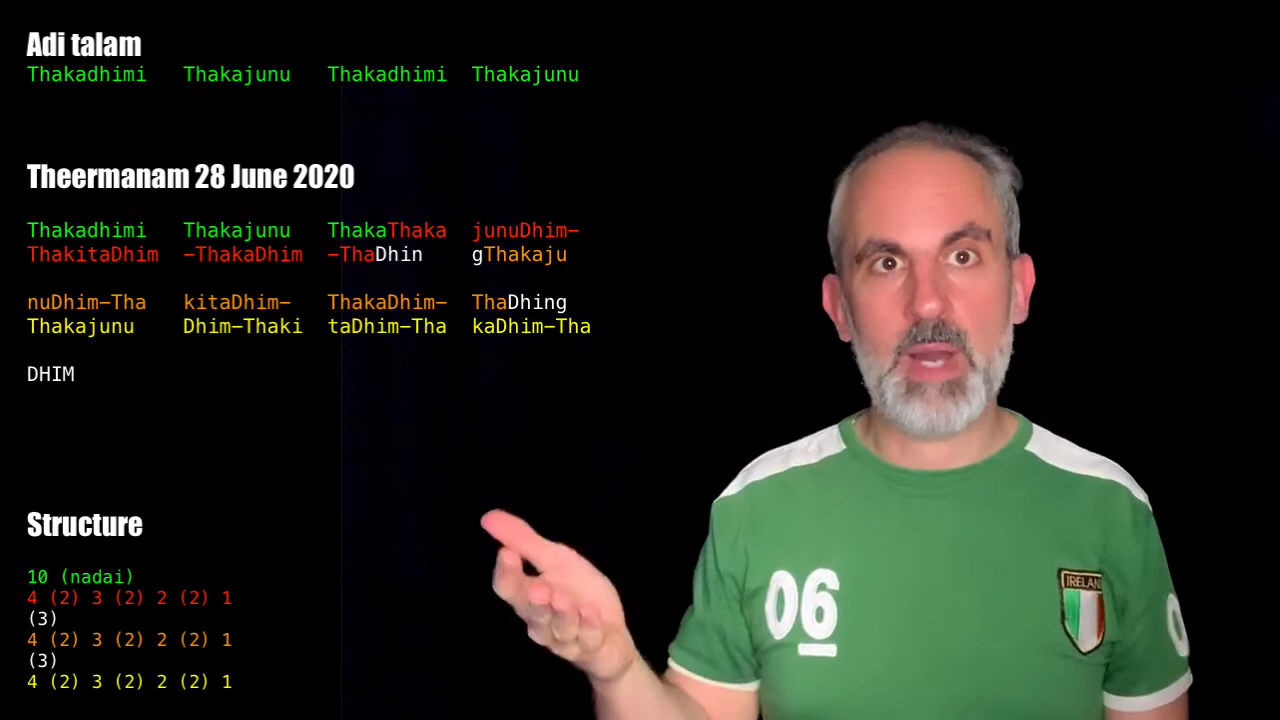 Adi talam
Thakadhimi Thakajunu Thakadhimi Thakajunu
Theermanam 28 June 2020
Thakadhimi Thakajunu ThakaThaka junuDhim–
ThakitaDhim –ThakaDhim –ThaDhin gThakaju
nuDhim–Tha kitaDhim– ThakaDhim– ThaDhing
Thakajunu Dhim–Thaki taDhim–Tha kaDhim–Tha
DHIM
Structure
10 (nadai)
4 (2) 3 (2) 2 (2) 1
(3)
4 (2) 3 (2) 2 (2) 1
(3)
4 (2) 3 (2) 2 (2) 1
06
IRELAND